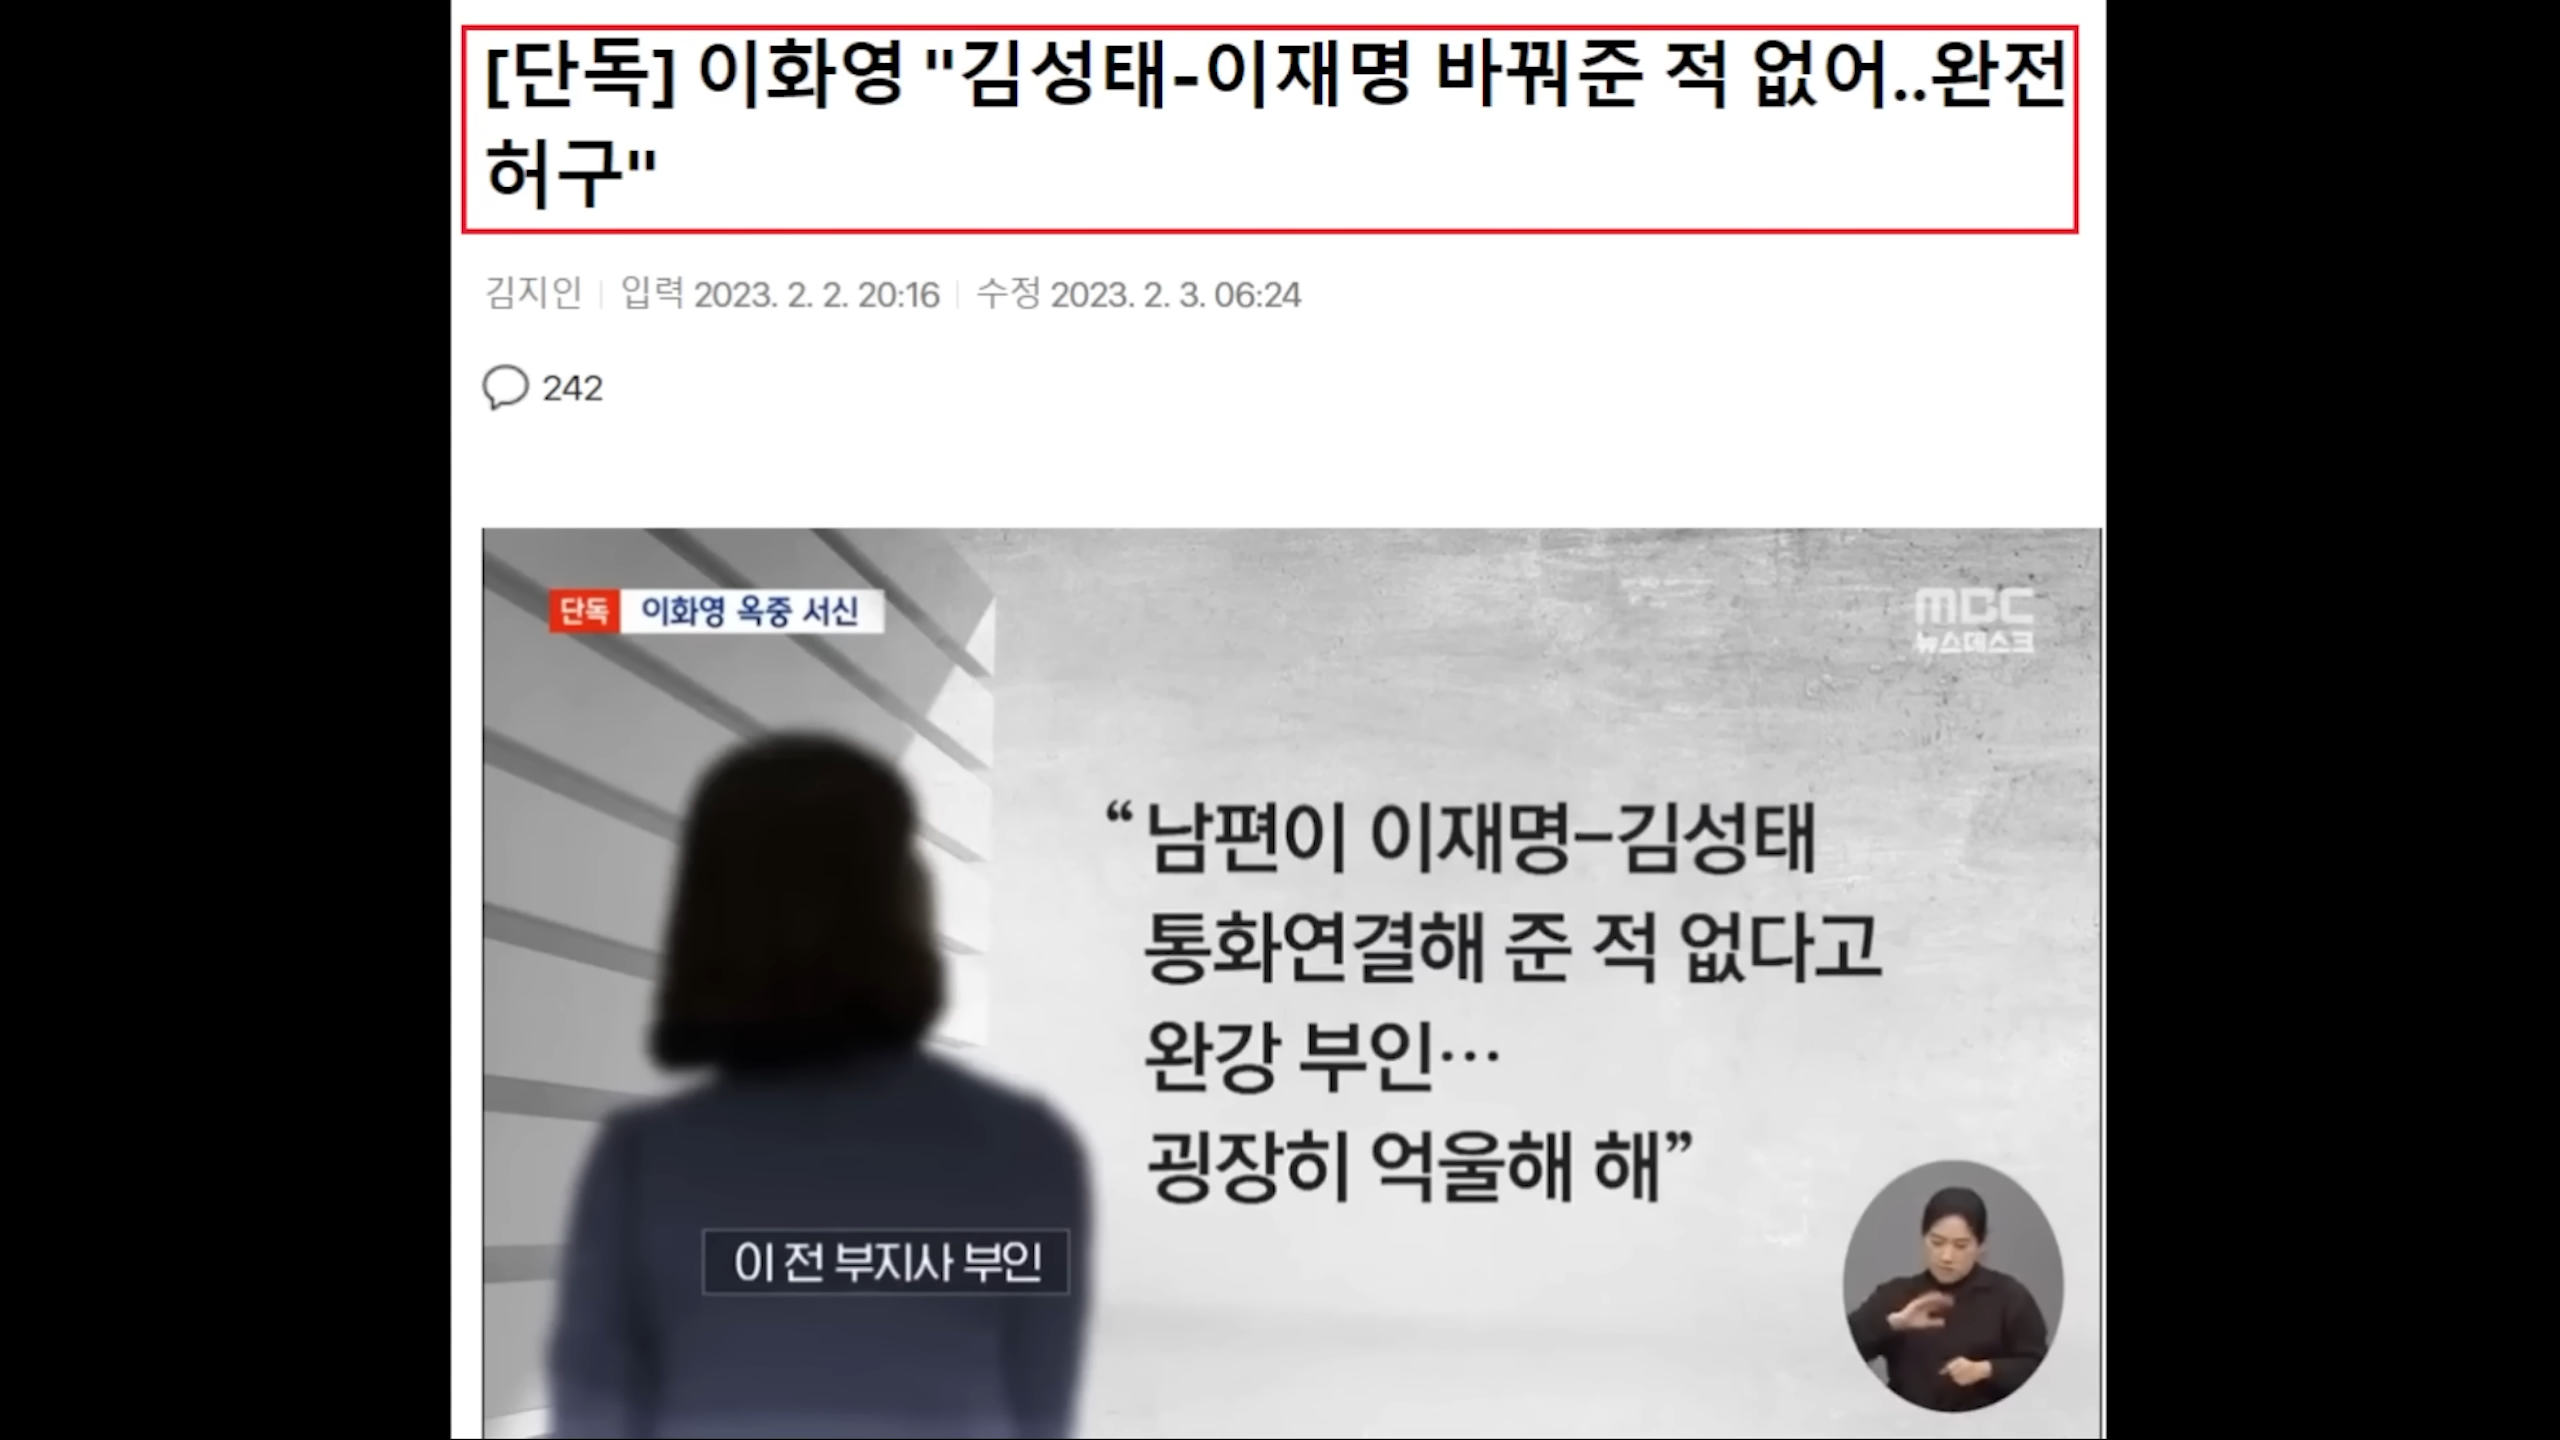 [단독] 이화영 "김성태-이재명 바꿔준 적 없어..완전
허구"
김지인 입력 2023. 2. 2. 20:16 수정 2023. 2. 3. 06:24
242
단독 이화영 옥중 서신
MBC
뉴스데스크
“남편이 이재명-김성태
통화연결해 준 적 없다고
완강 부인…
굉장히 억울해 해”
이 전 부지사 부인